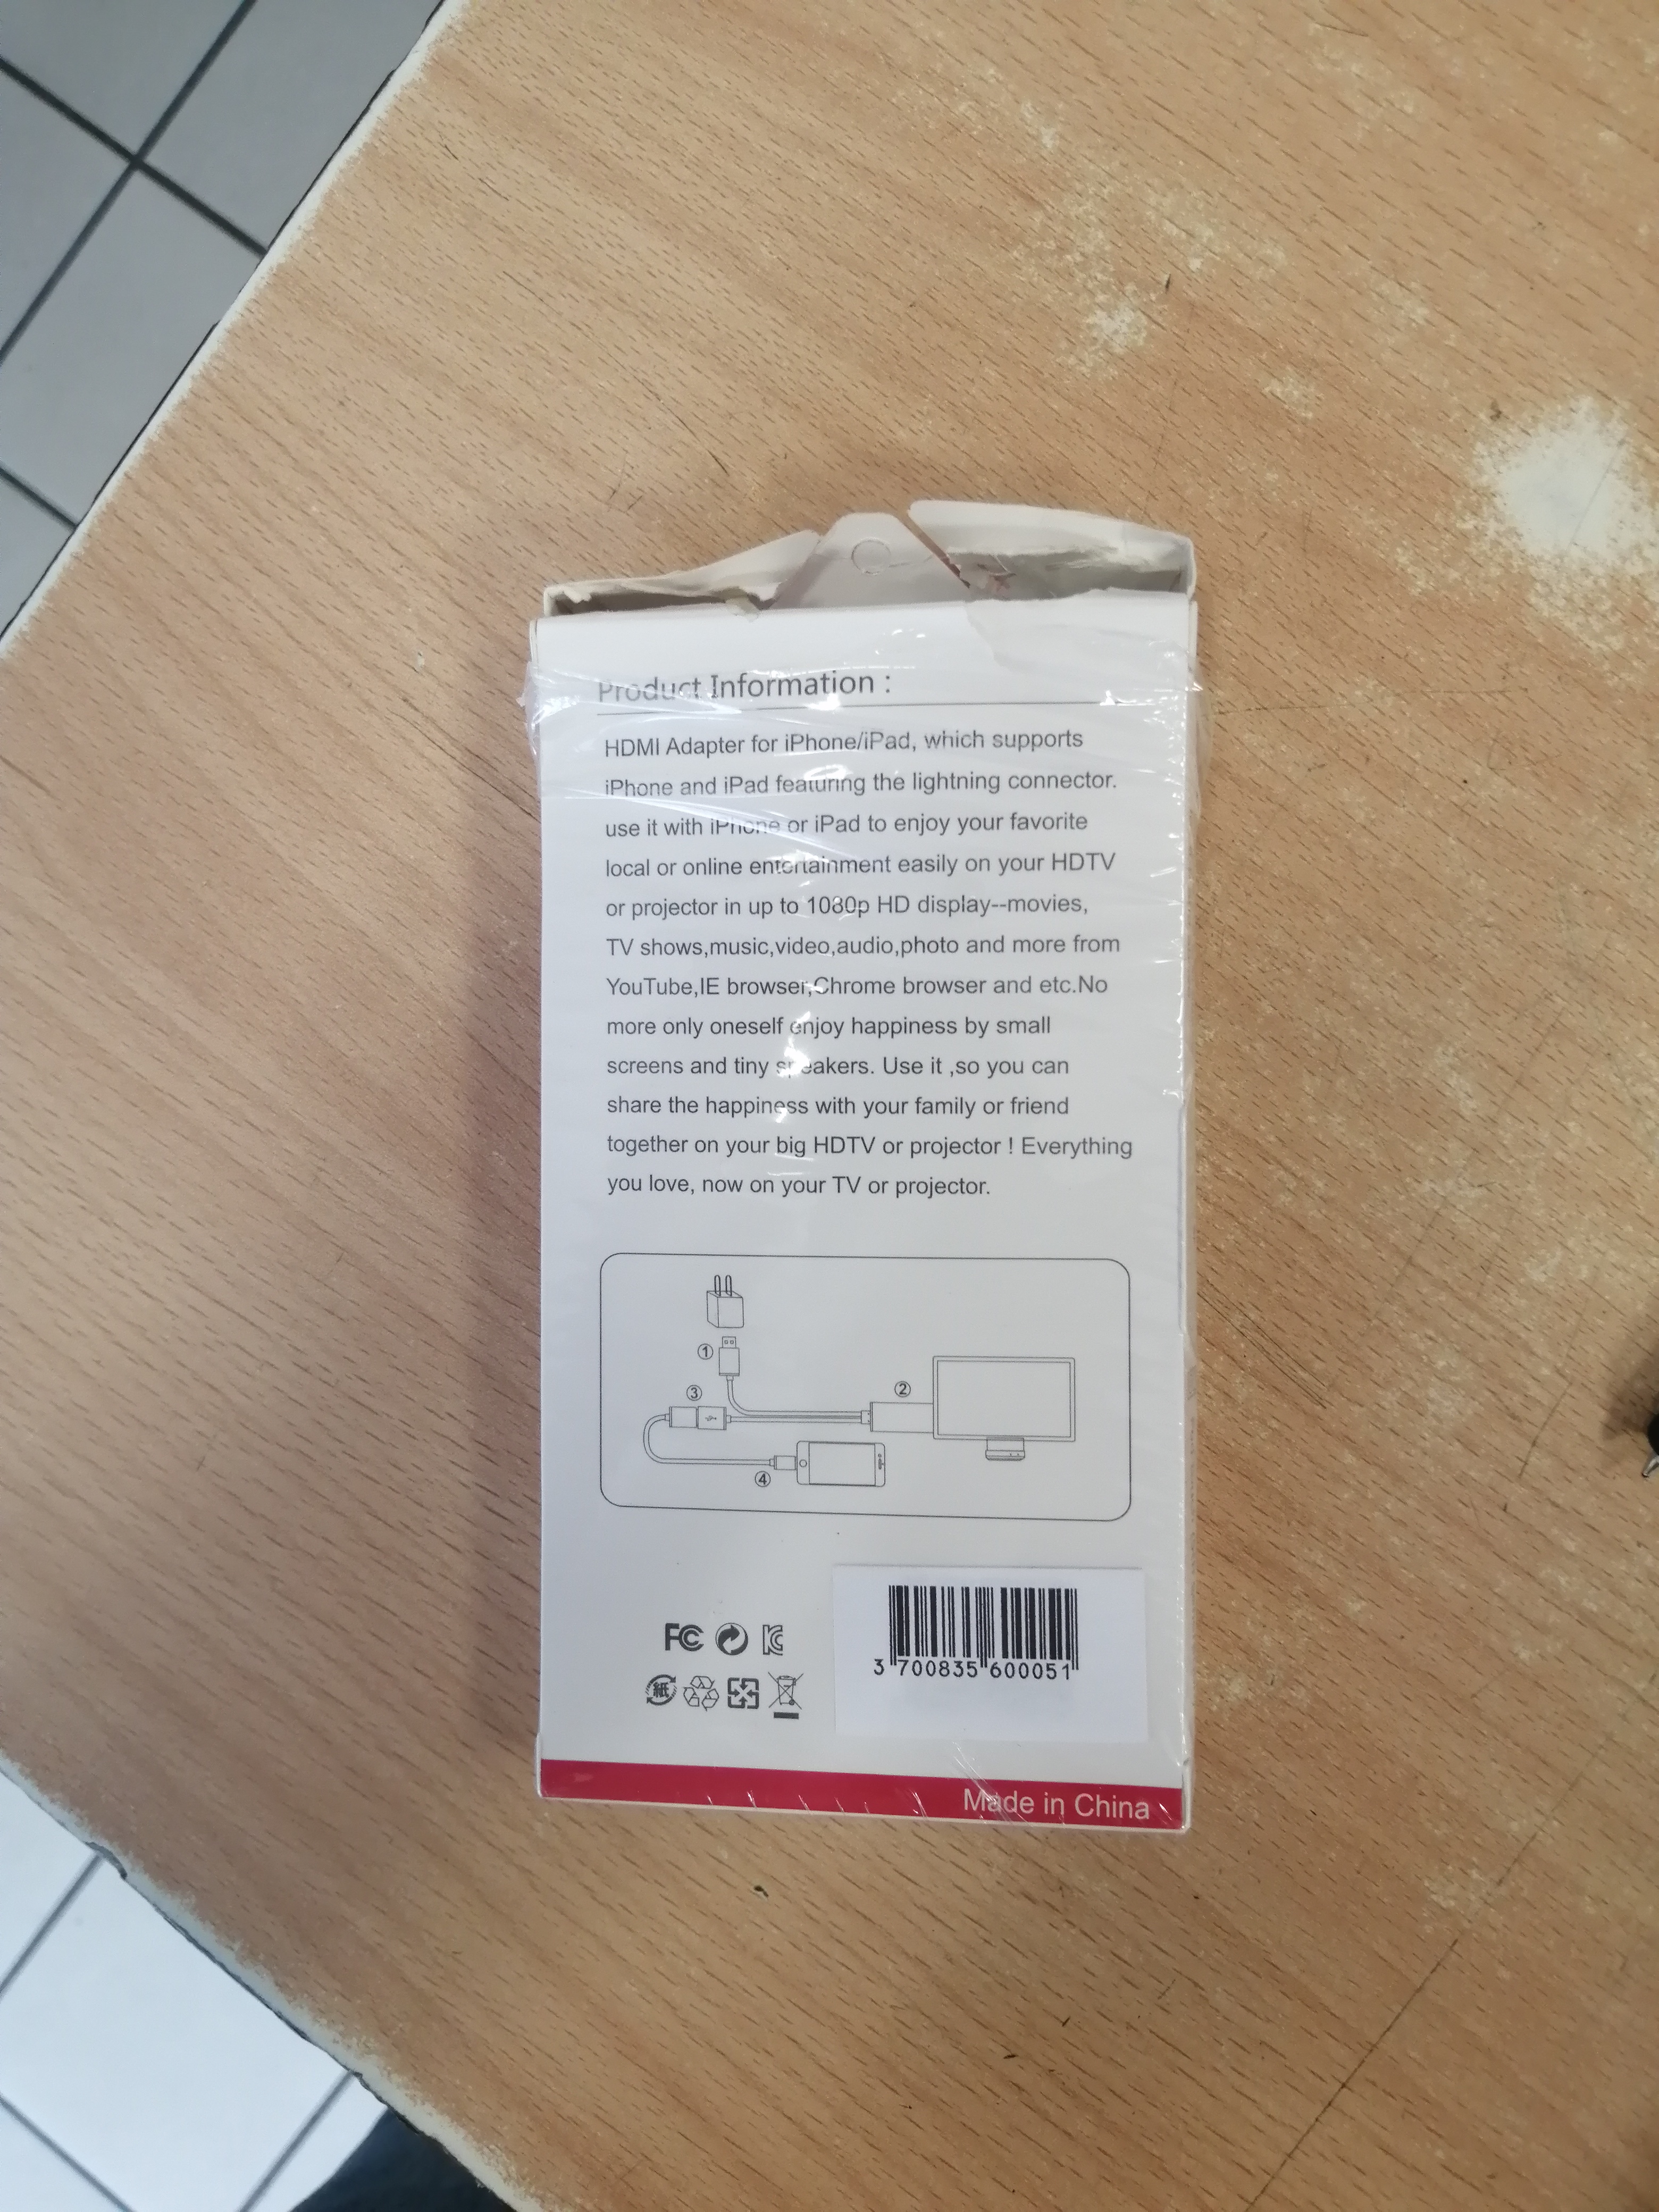 Product Information :
HDMI Adapter for iPhone/iPad, which supports
iPhone and iPad featuring the lightning connector.
use it with iPhone or iPad to enjoy your favorite
local or online entertainment easily on your HDTV
or projector in up to 1080p HD display--movies,
TV shows,music,video,audio,photo and more from
YouTube,IE browser,Chrome browser and etc.No
more only oneself enjoy happiness by small
screens and tiny speakers. Use it ,so you can
share the happiness with your family or friend
together on your big HDTV or projector ! Everything
you love, now on your TV or projector.
①
②
③
④
FC
紙
3 700835 600051
Made in China